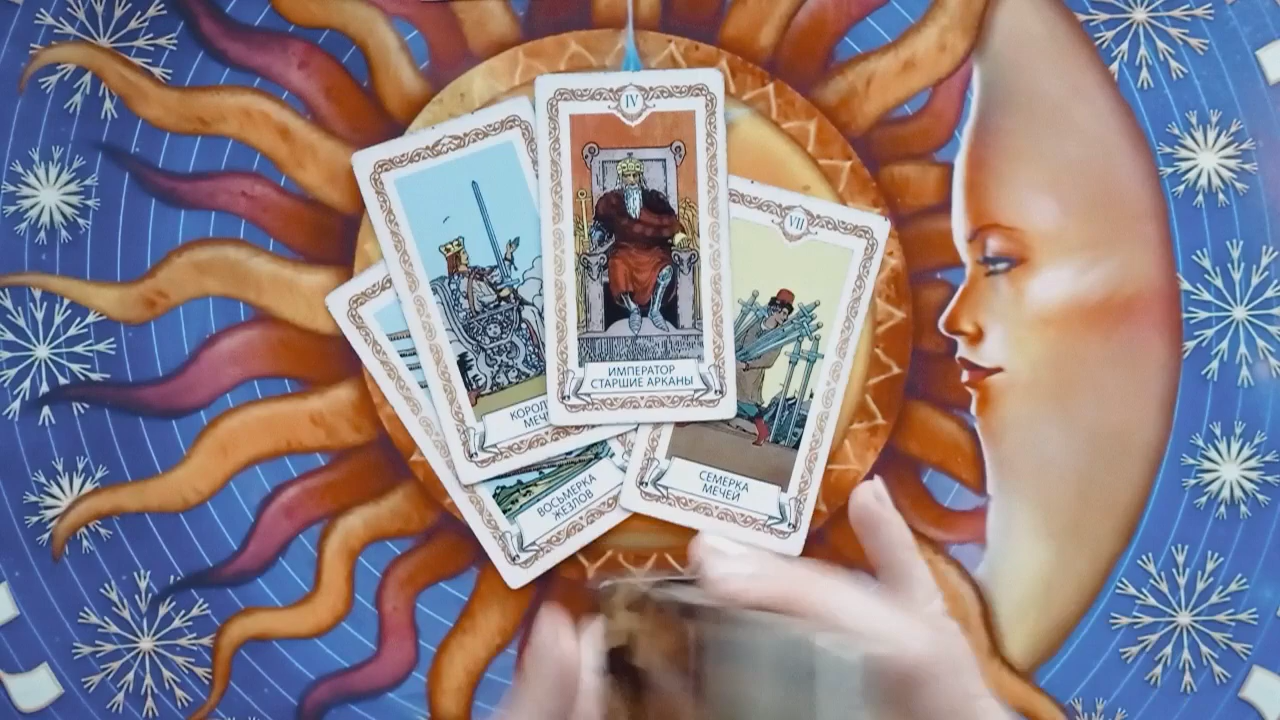 IV
ИМПЕРАТОР
СТАРШИЕ АРКАНЫ
VII
СЕМЕРКА
МЕЧЕЙ
ВОСЬМЕРКА
ЖЕЗЛОВ